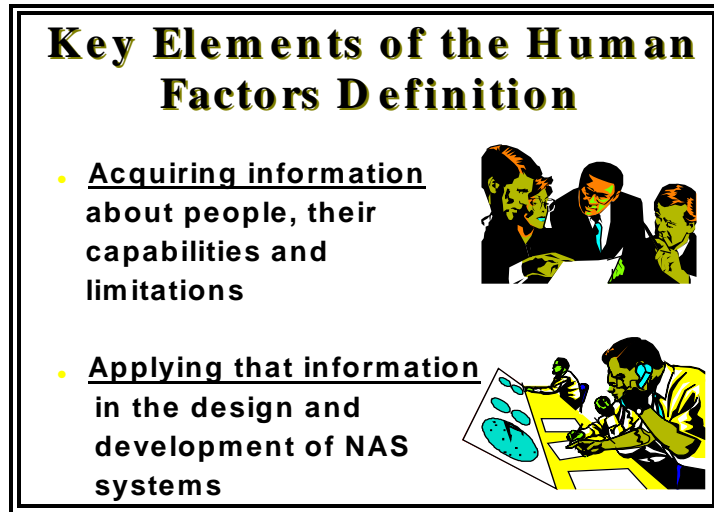 Key Elements of the Human
Factors Definition
Acquiring information
about people, their
capabilities and
limitations
Applying that information
in the design and
development of NAS
systems